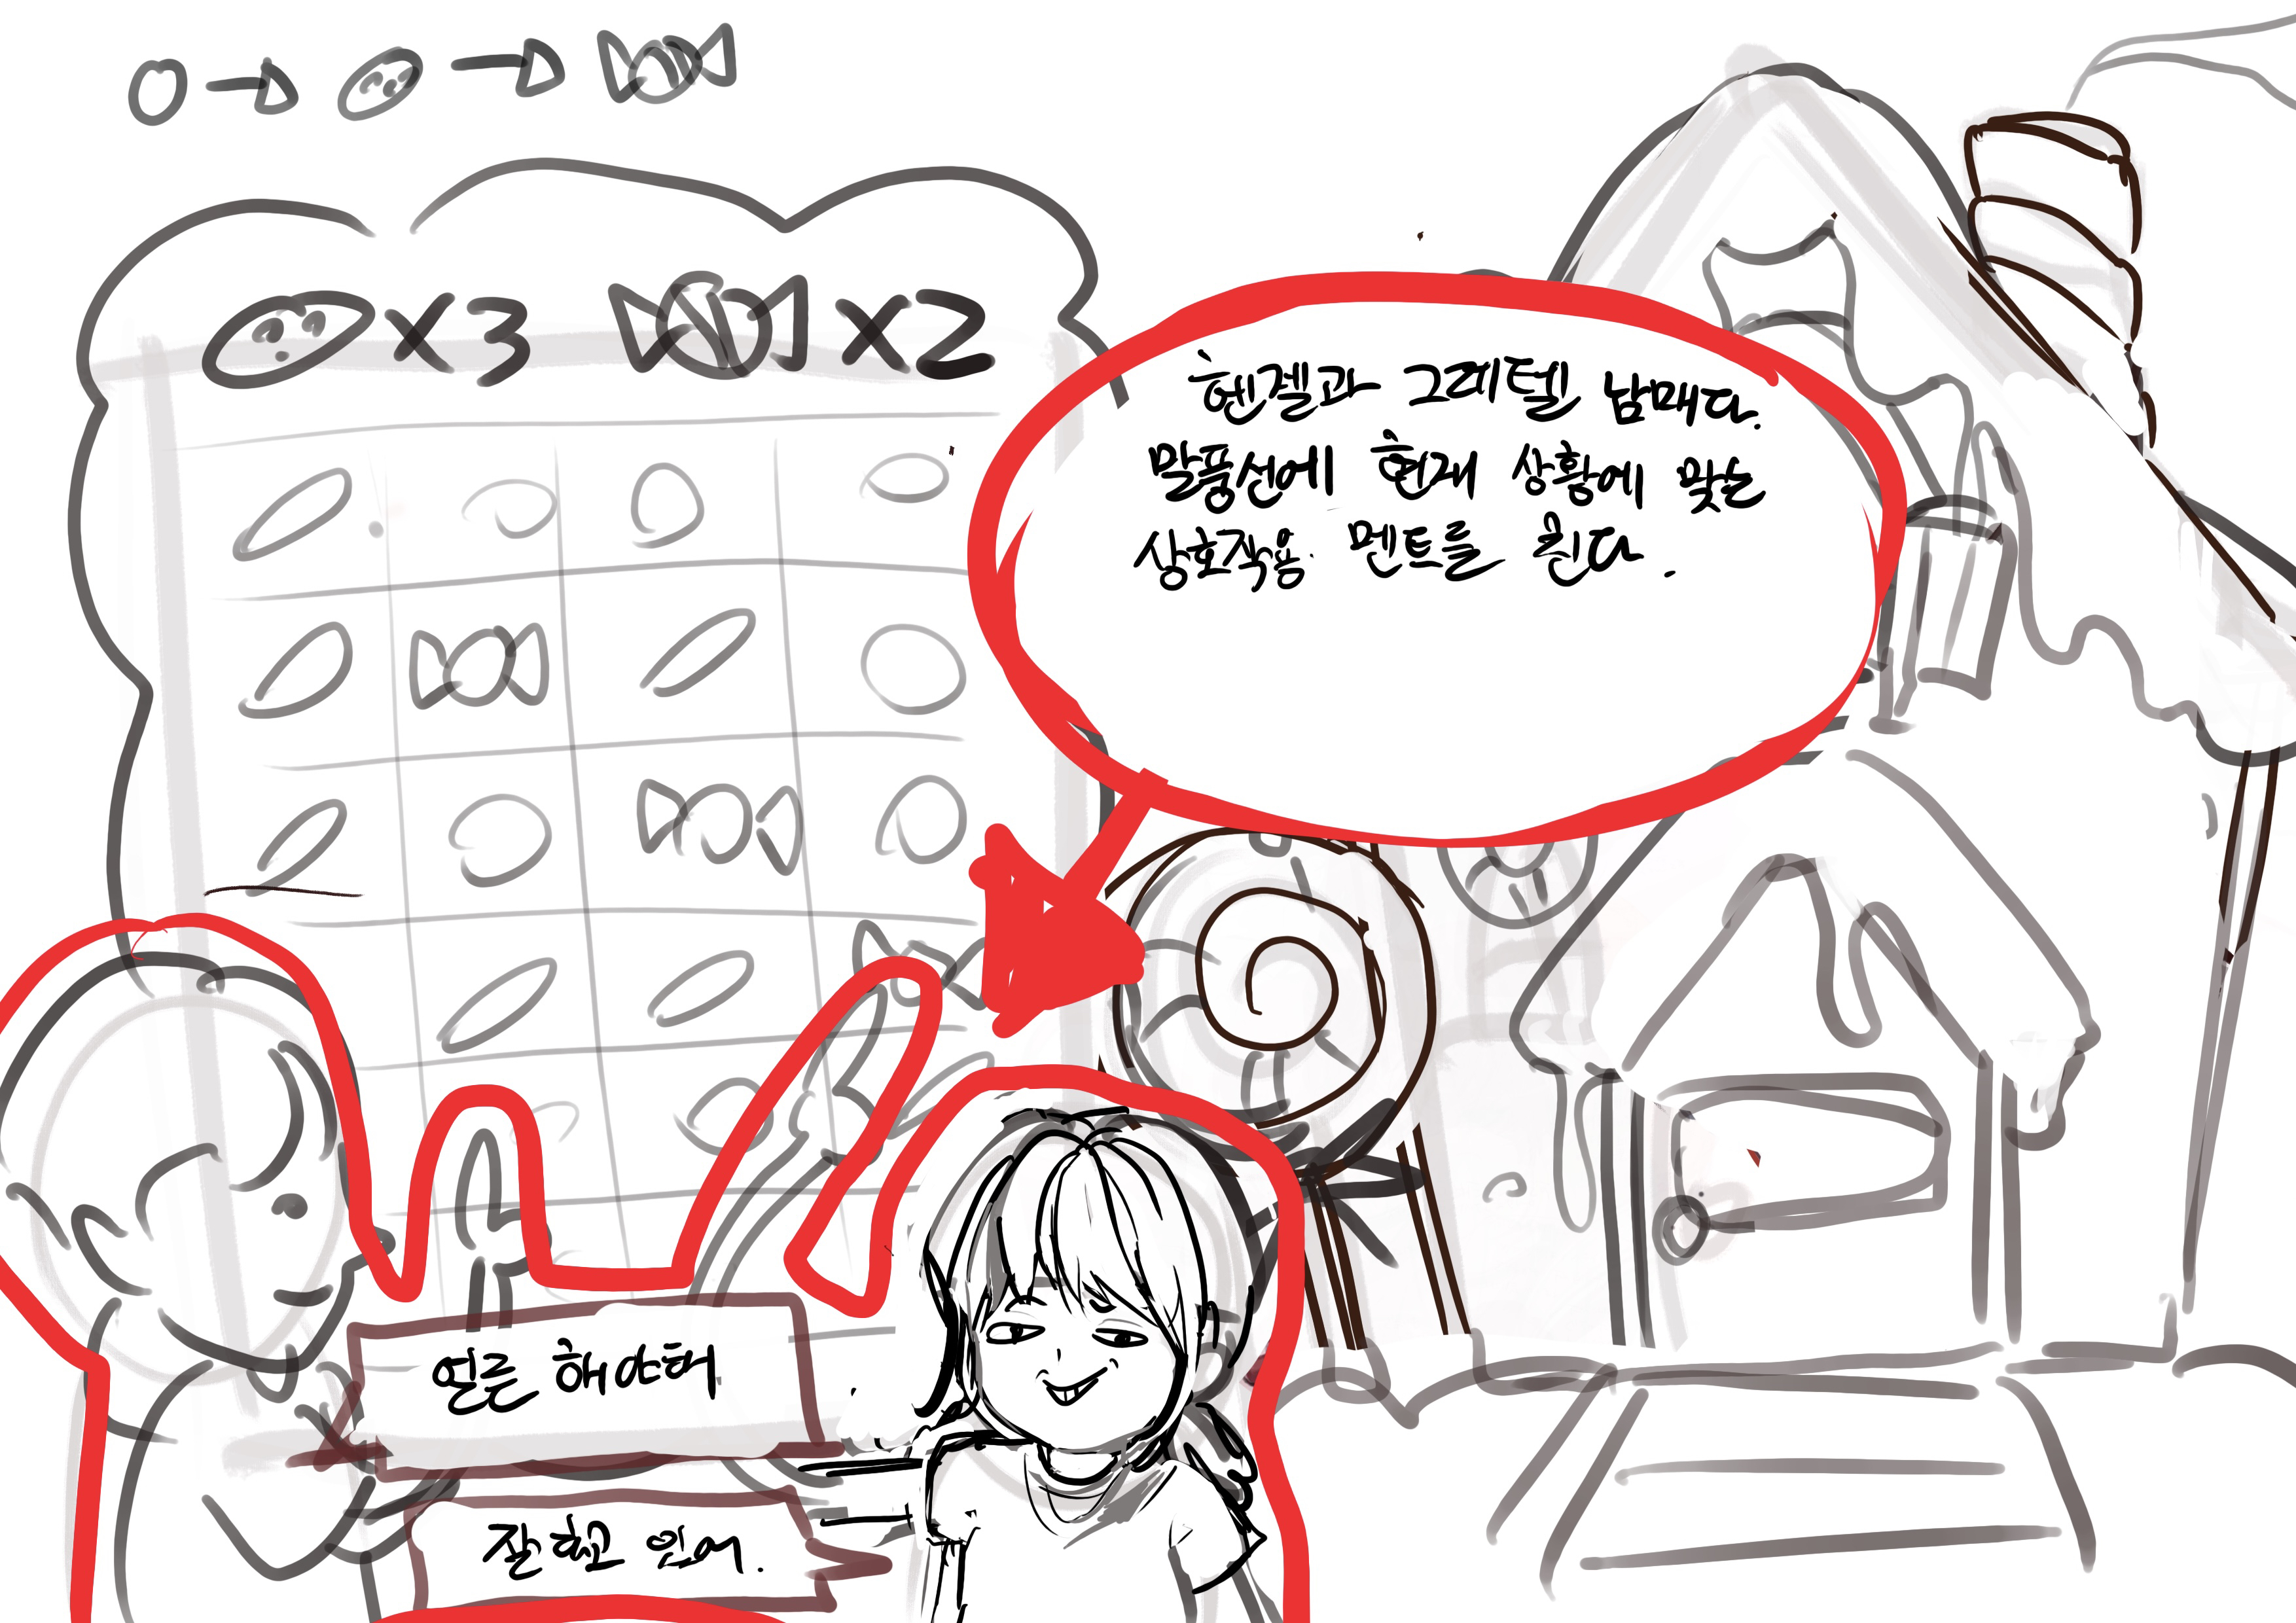 x3 x2
헨젤과 그레텔 남매다.
말풍선에 현재 상황에 맞는
상호작용 멘트를 친다.
얼른 해야해
잘 하고 있어.